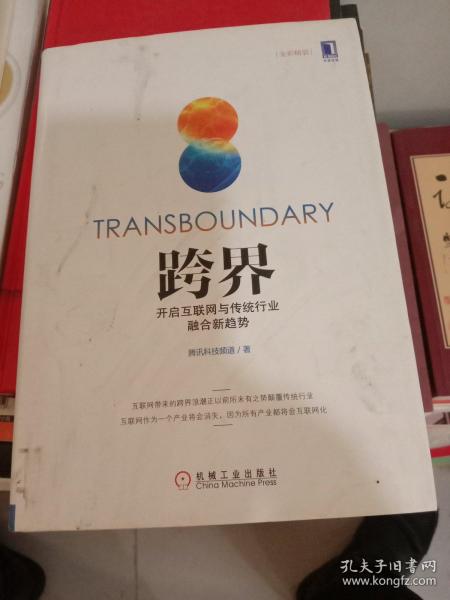 ［全彩精装］
TRANSBOUNDARY
跨界
开启互联网与传统行业
融合新趋势
腾讯科技频道／著
互联网带来的跨界浪潮正以前所未有之势颠覆传统行业
互联网作为一个产业将会消失，因为所有产业都将会互联网化
机械工业出版社
China Machine Press
孔夫子旧书网
www.kongfz.com